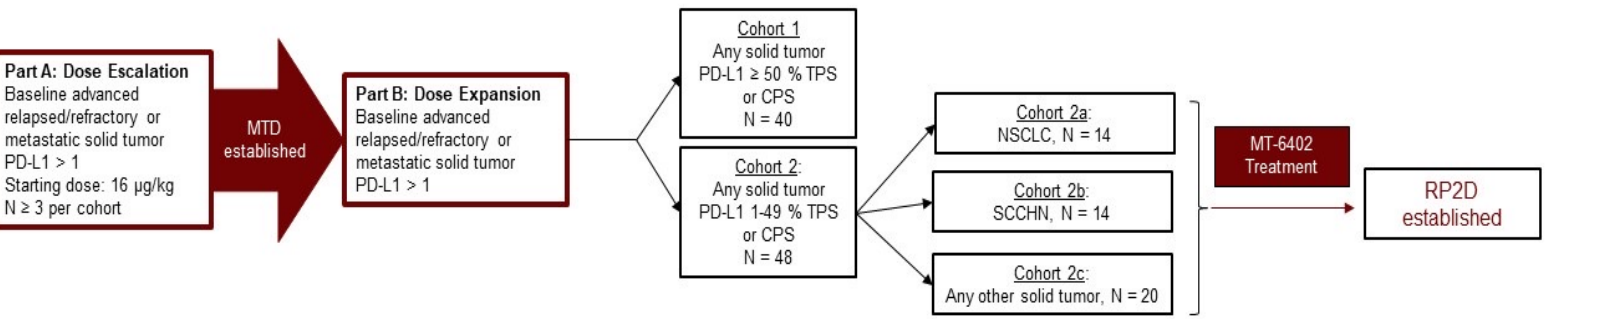 Part A: Dose Escalation
Baseline advanced
relapsed/refractory or
metastatic solid tumor
PD-L1 > 1
Starting dose: 16 µg/kg
N ≥ 3 per cohort
MTD
established
Part B: Dose Expansion
Baseline advanced
relapsed/refractory or
metastatic solid tumor
PD-L1 > 1
Cohort 1
Any solid tumor
PD-L1 ≥ 50 % TPS
or CPS
N = 40
Cohort 2:
Any solid tumor
PD-L1 1-49 % TPS
or CPS
N = 48
Cohort 2a:
NSCLC, N = 14
Cohort 2b:
SCCHN, N = 14
Cohort 2c:
Any other solid tumor, N = 20
MT-6402
Treatment
RP2D
established